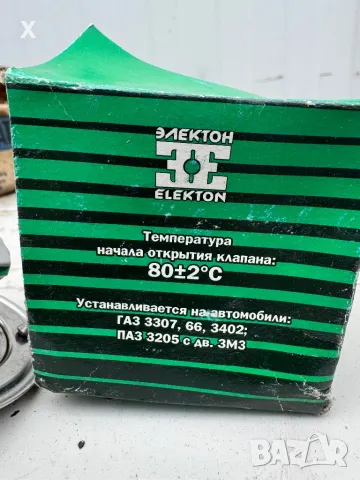 ЭЛЕКТОН
ELEKTON
Температура
начала открытия клапана:
80±2°C
Устанавливается на автомобили:
ГАЗ 3307, 66, 3402;
ПАЗ 3205 с дв. ЗМЗ
BAZAR
bg